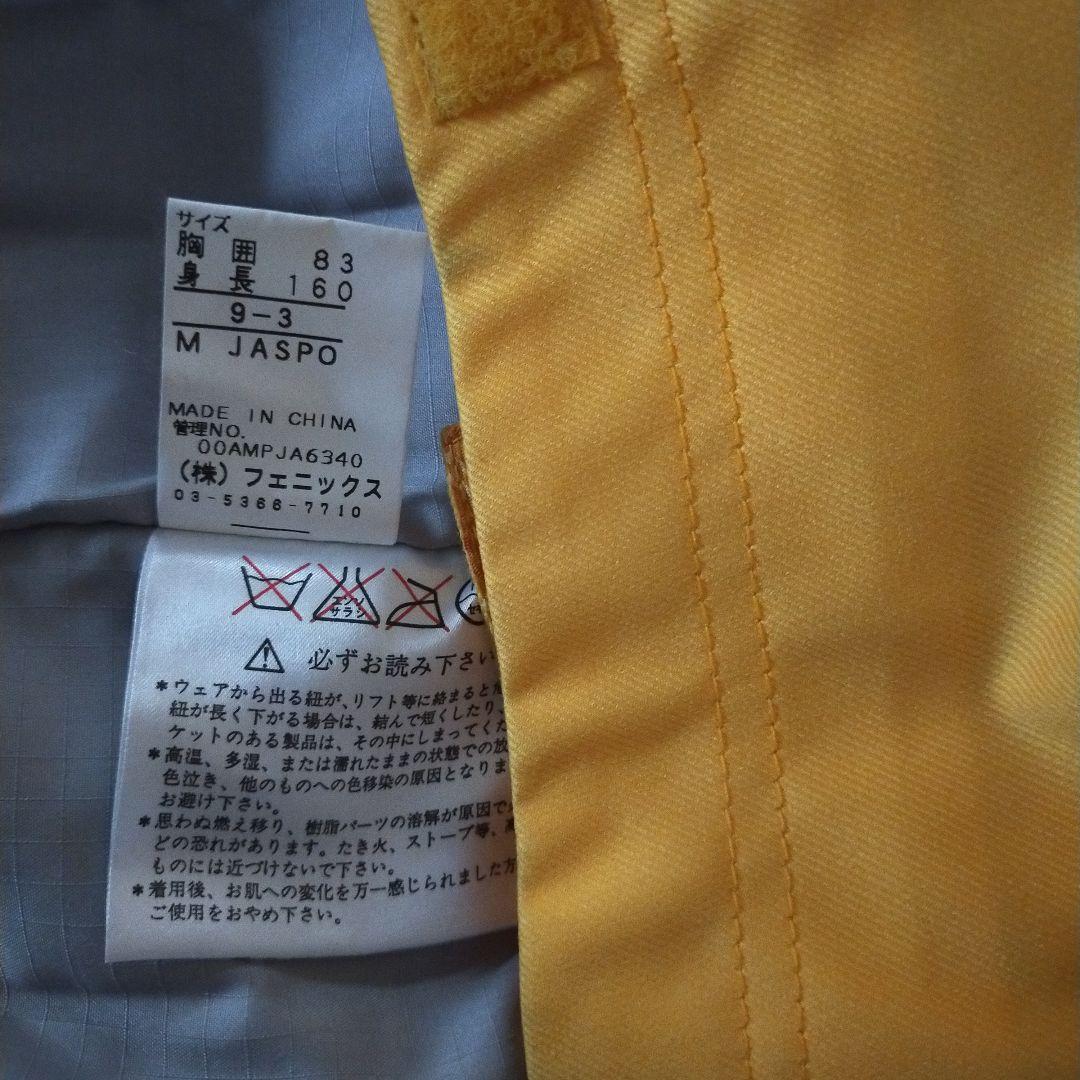 サイズ
胸囲 83
身長 160
9-3
M JASPO
MADE IN CHINA
管理NO.
00AMPJA6340
(株)フェニックス
03-5366-7710
エンソ
サラシ
必ずお読み下さい
*ウェアから出る紐が、リフト等に絡まると
紐が長く下がる場合は、結んで短くしたり、
ケットのある製品は、その中にしまってくだ
*高温、多湿、または濡れたままの状態での放
色泣き、他のものへの色移染の原因となりま
お避け下さい。
*思わぬ燃え移り、樹脂パーツの溶解が原因で
どの恐れがあります。たき火、ストーブ等、高
ものには近づけないで下さい。
*着用後、お肌への変化を万一感じられました方
ご使用をおやめ下さい。